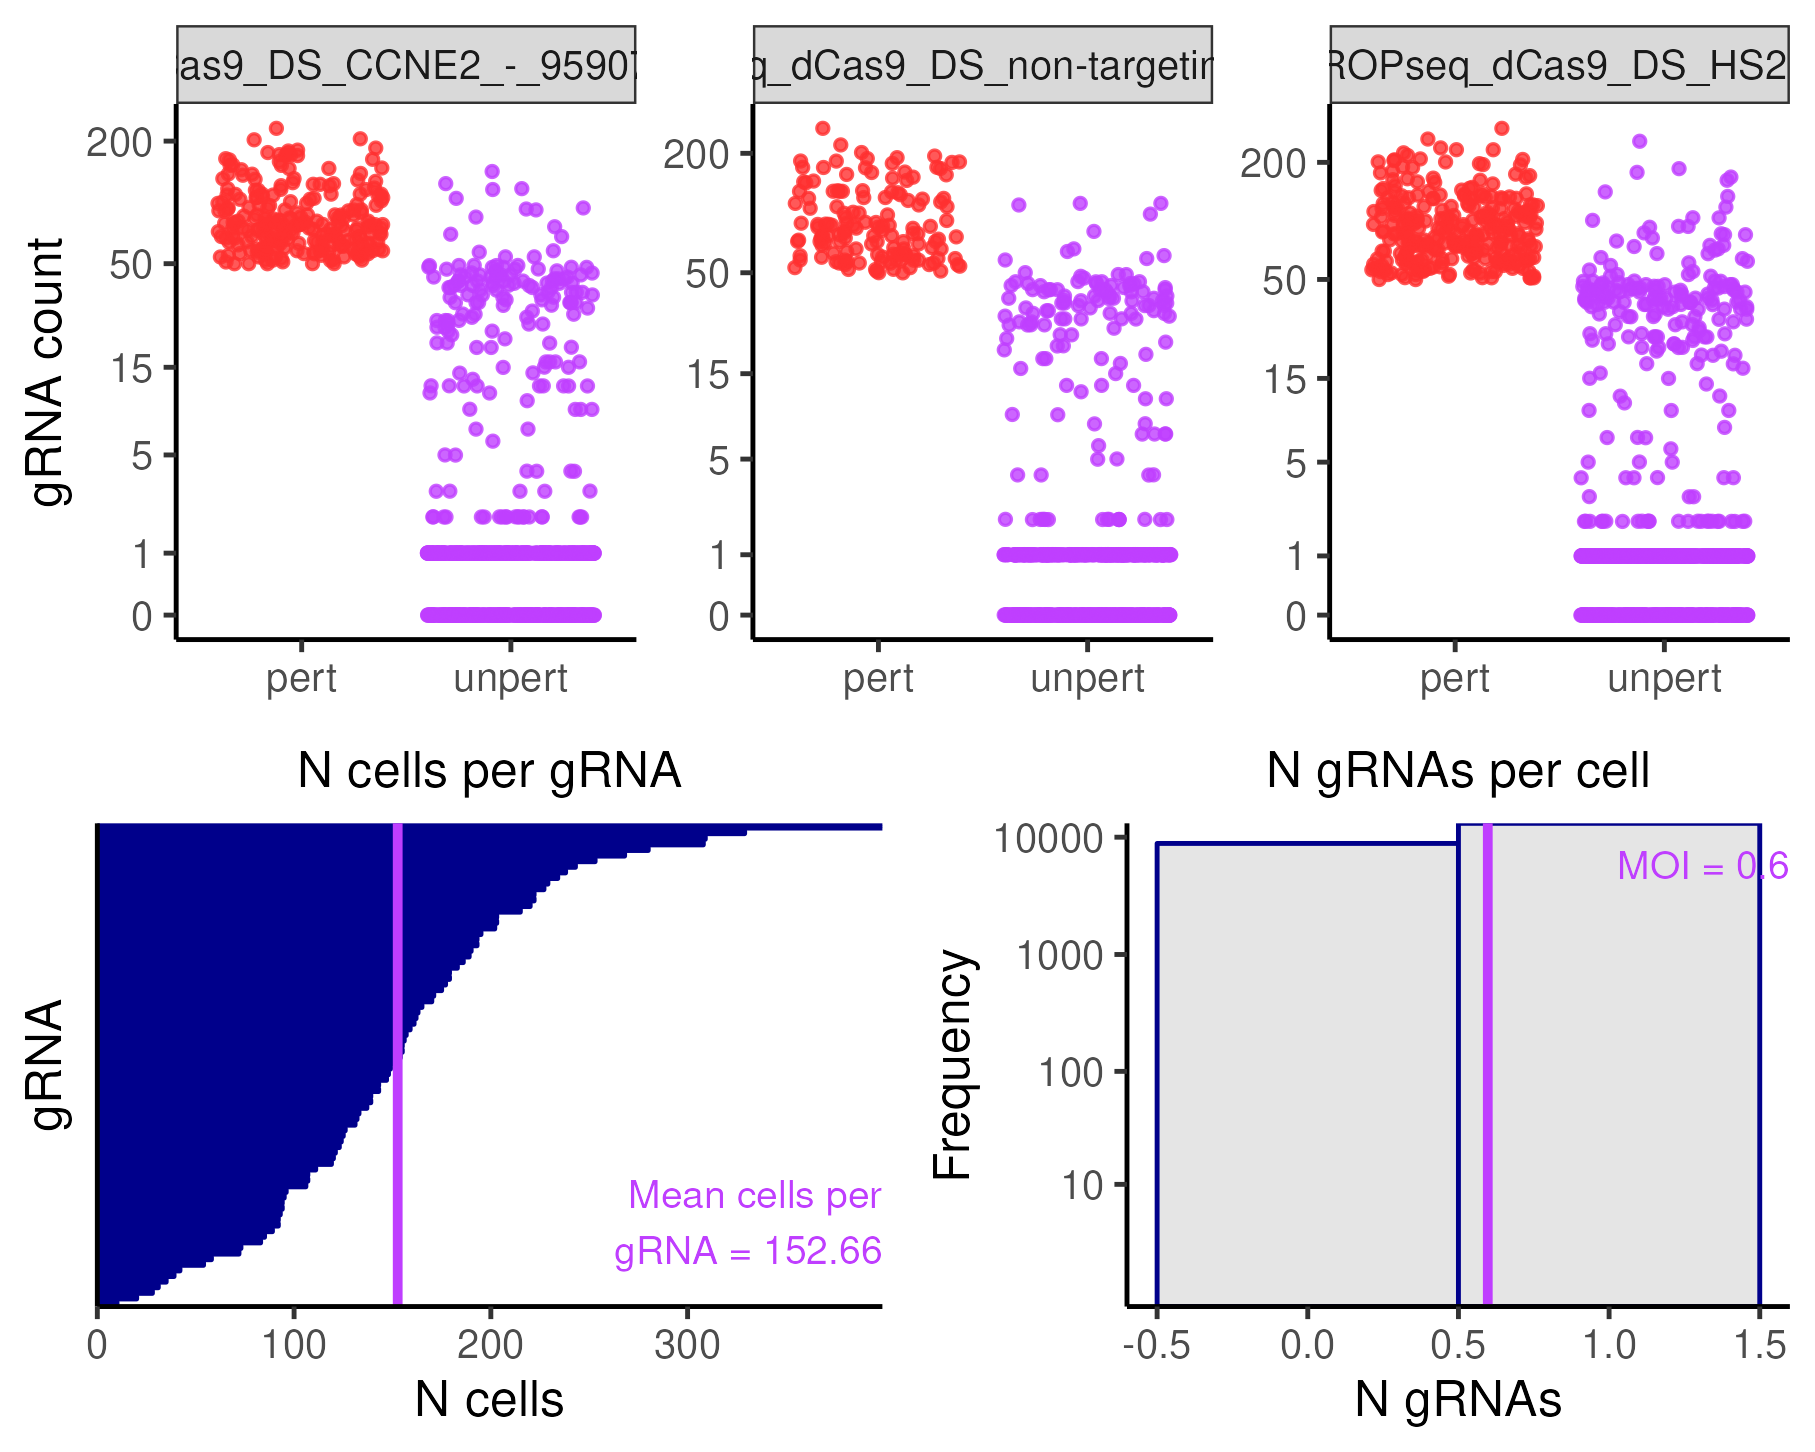 as9_DS_CCNE2_-_95907
q_dCas9_DS_non-targetin
ROPseq_dCas9_DS_HS2
gRNA count
200
50
15
5
1
0
pert
unpert
200
50
15
5
1
0
pert
unpert
200
50
15
5
1
0
pert
unpert
N cells per gRNA
gRNA
Mean cells per
gRNA = 152.66
0
100
200
300
N cells
N gRNAs per cell
Frequency
10000
1000
100
10
MOI = 0.6
-0.5
0.0
0.5
1.0
1.5
N gRNAs